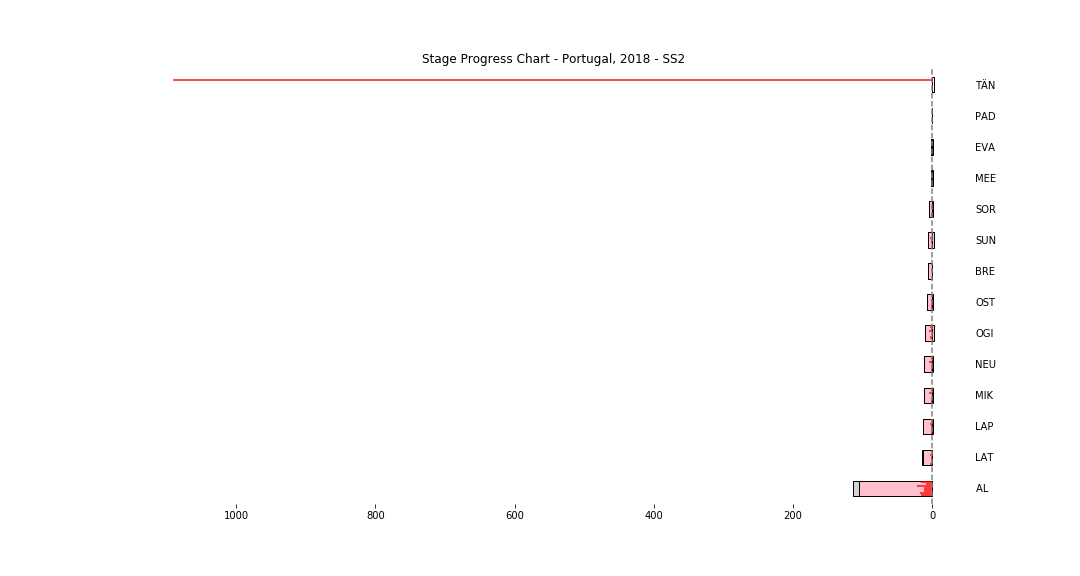 Stage Progress Chart - Portugal, 2018 - SS2
TÄN
PAD
EVA
MEE
SOR
SUN
BRE
OST
OGI
NEU
MIK
LAP
LAT
AL
1000 800 600 400 200 0